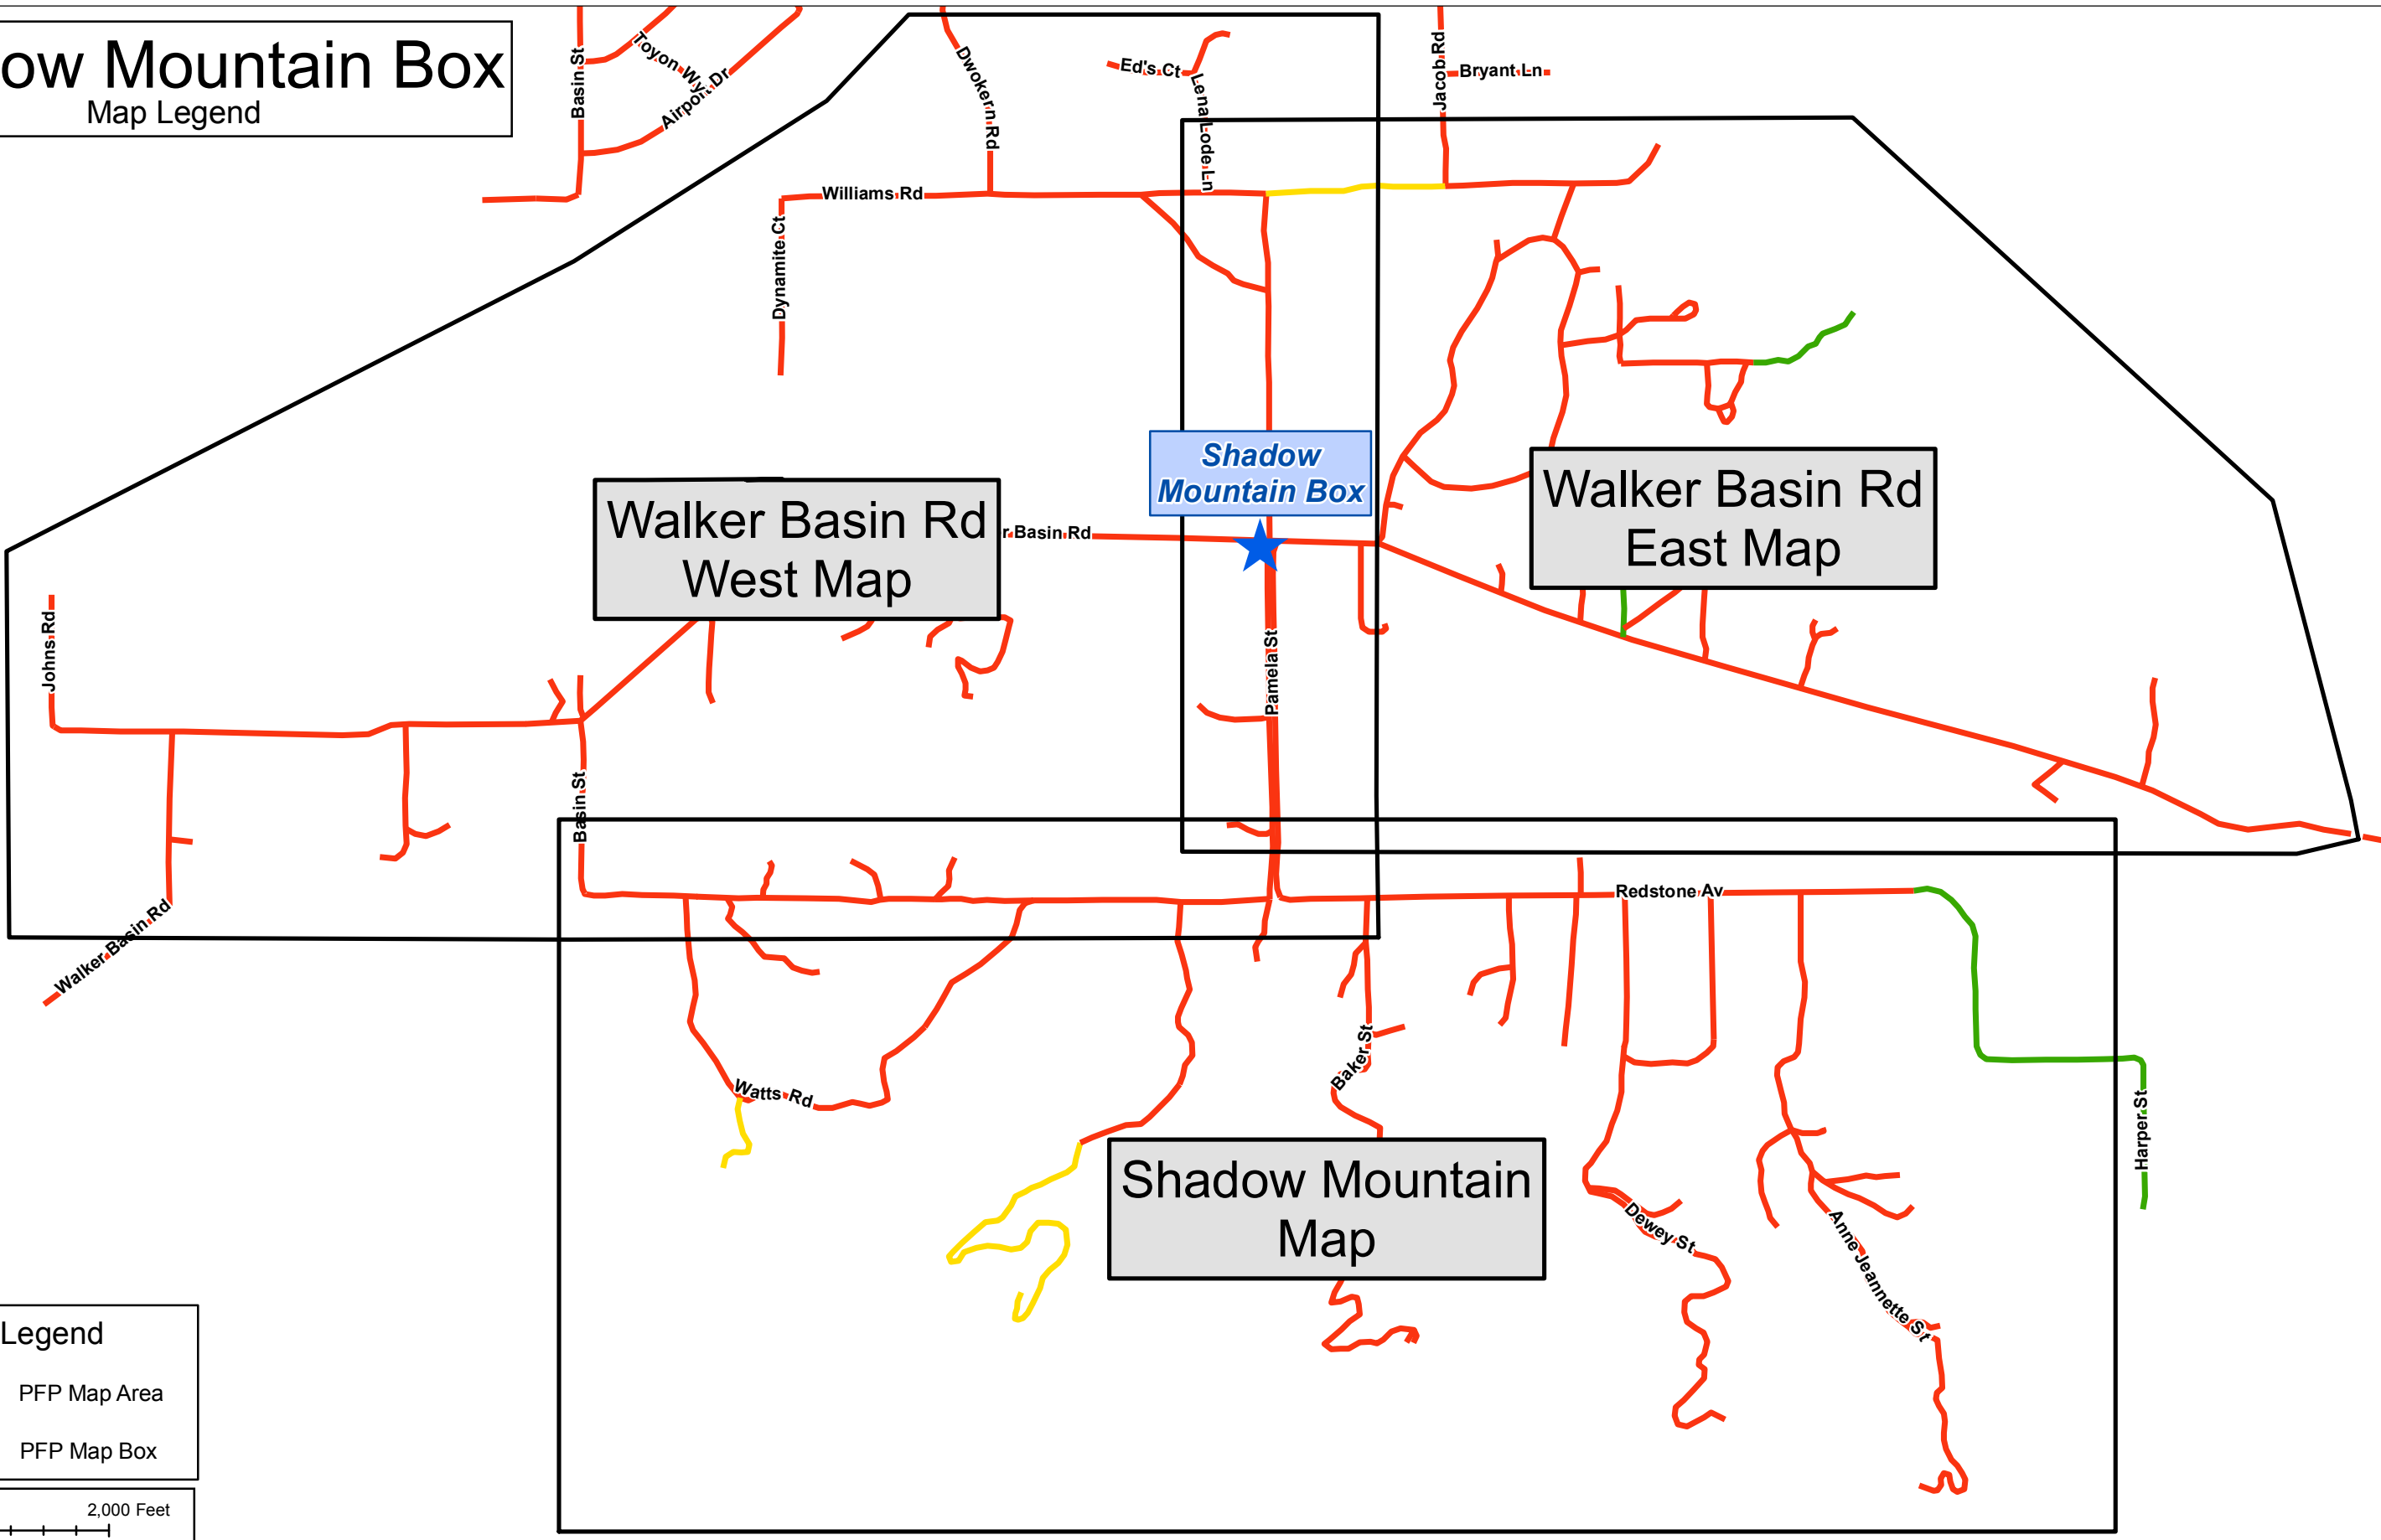 ow Mountain Box
Map Legend
Basin St
Toyon Wy
Airport Dr
Dwokern Rp
Ed's Ct
Lena Lode Ln
Jacob Rd
Bryant Ln
Williams Rd
Dynamite Ct
Shadow
Mountain Box
Walker Basin Rd
West Map
r Basin Rd
Walker Basin Rd
East Map
Johns Rd
Pamela St
Basin St
Walker Basin Rd
Redstone Av
Watts Rd
Baker St
Harper St
Shadow Mountain
Map
Dewey St
Anne Jeannette St
Legend
PFP Map Area
PFP Map Box
2,000 Feet